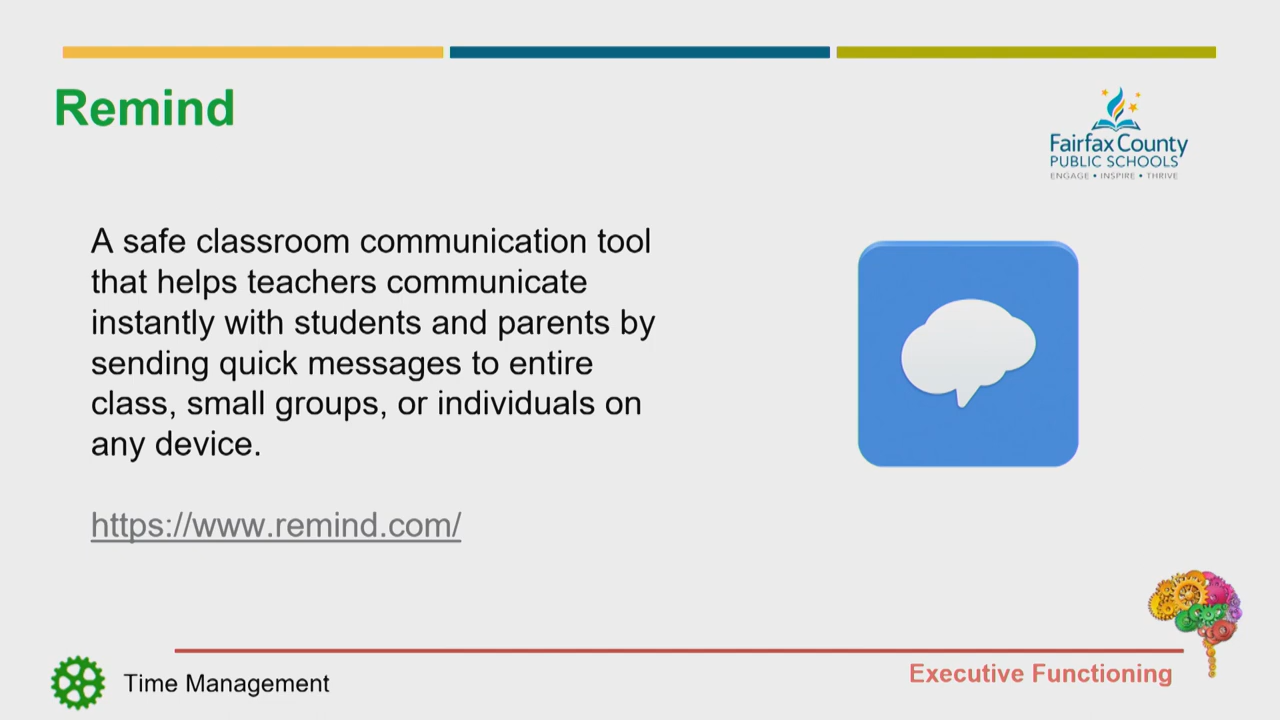 Remind
Fairfax County
PUBLIC SCHOOLS
ENGAGE • INSPIRE • THRIVE
A safe classroom communication tool
that helps teachers communicate
instantly with students and parents by
sending quick messages to entire
class, small groups, or individuals on
any device.
https://www.remind.com/
Time Management
Executive Functioning